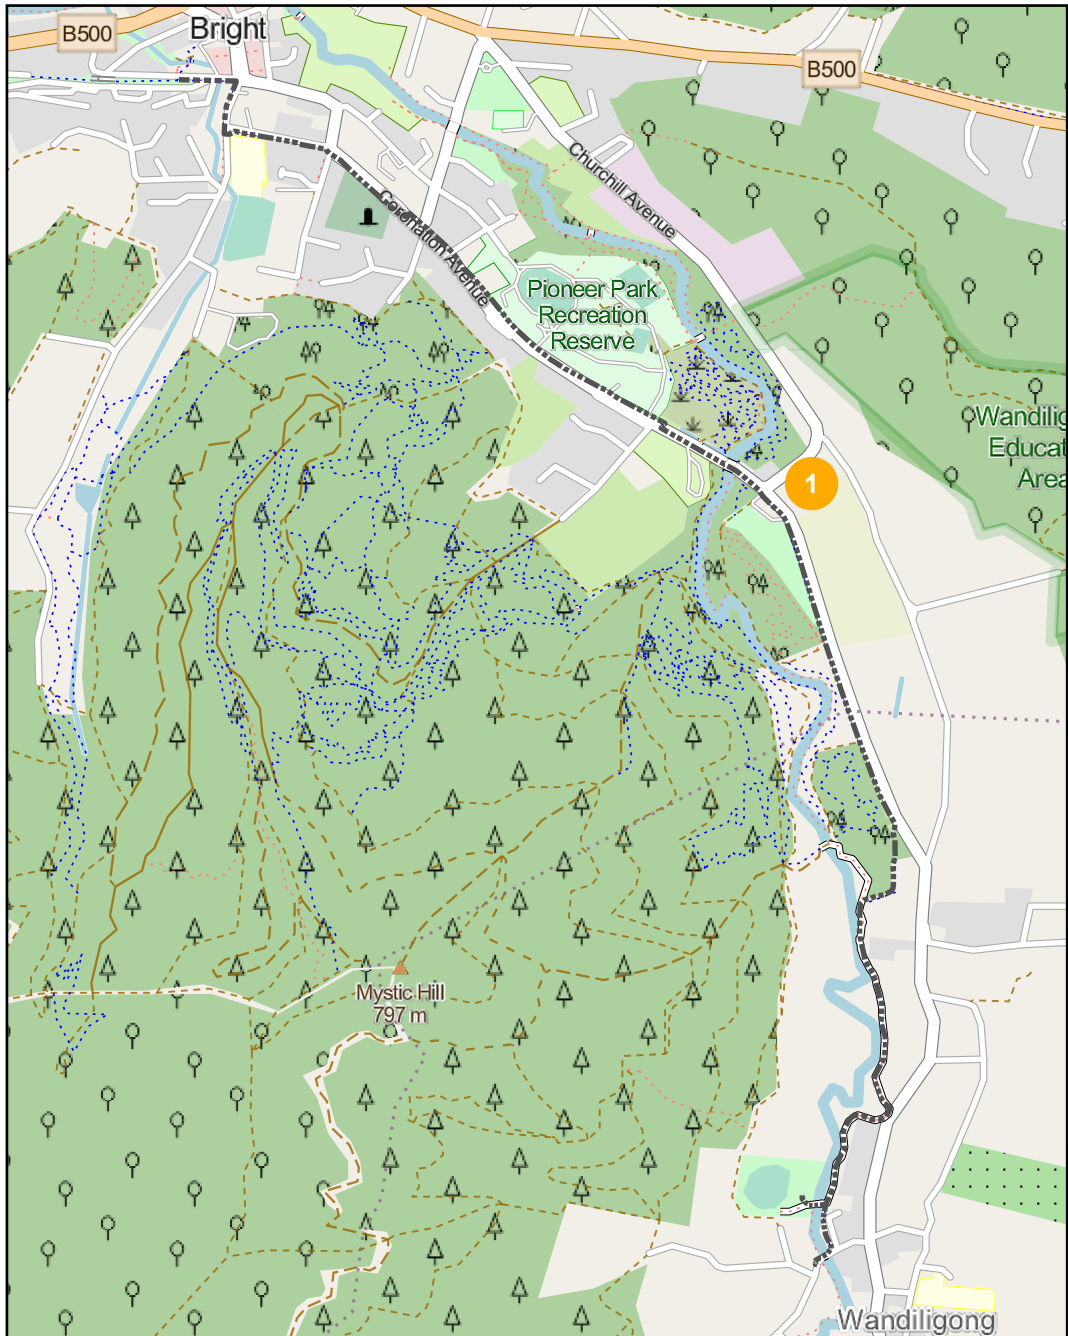 B500
Bright
B500
Churchill Avenue
Coronation Avenue
Pioneer Park
Recreation
Reserve
Wandilig
Educat
Area
1
Mystic Hill
797 m
Wandiligong